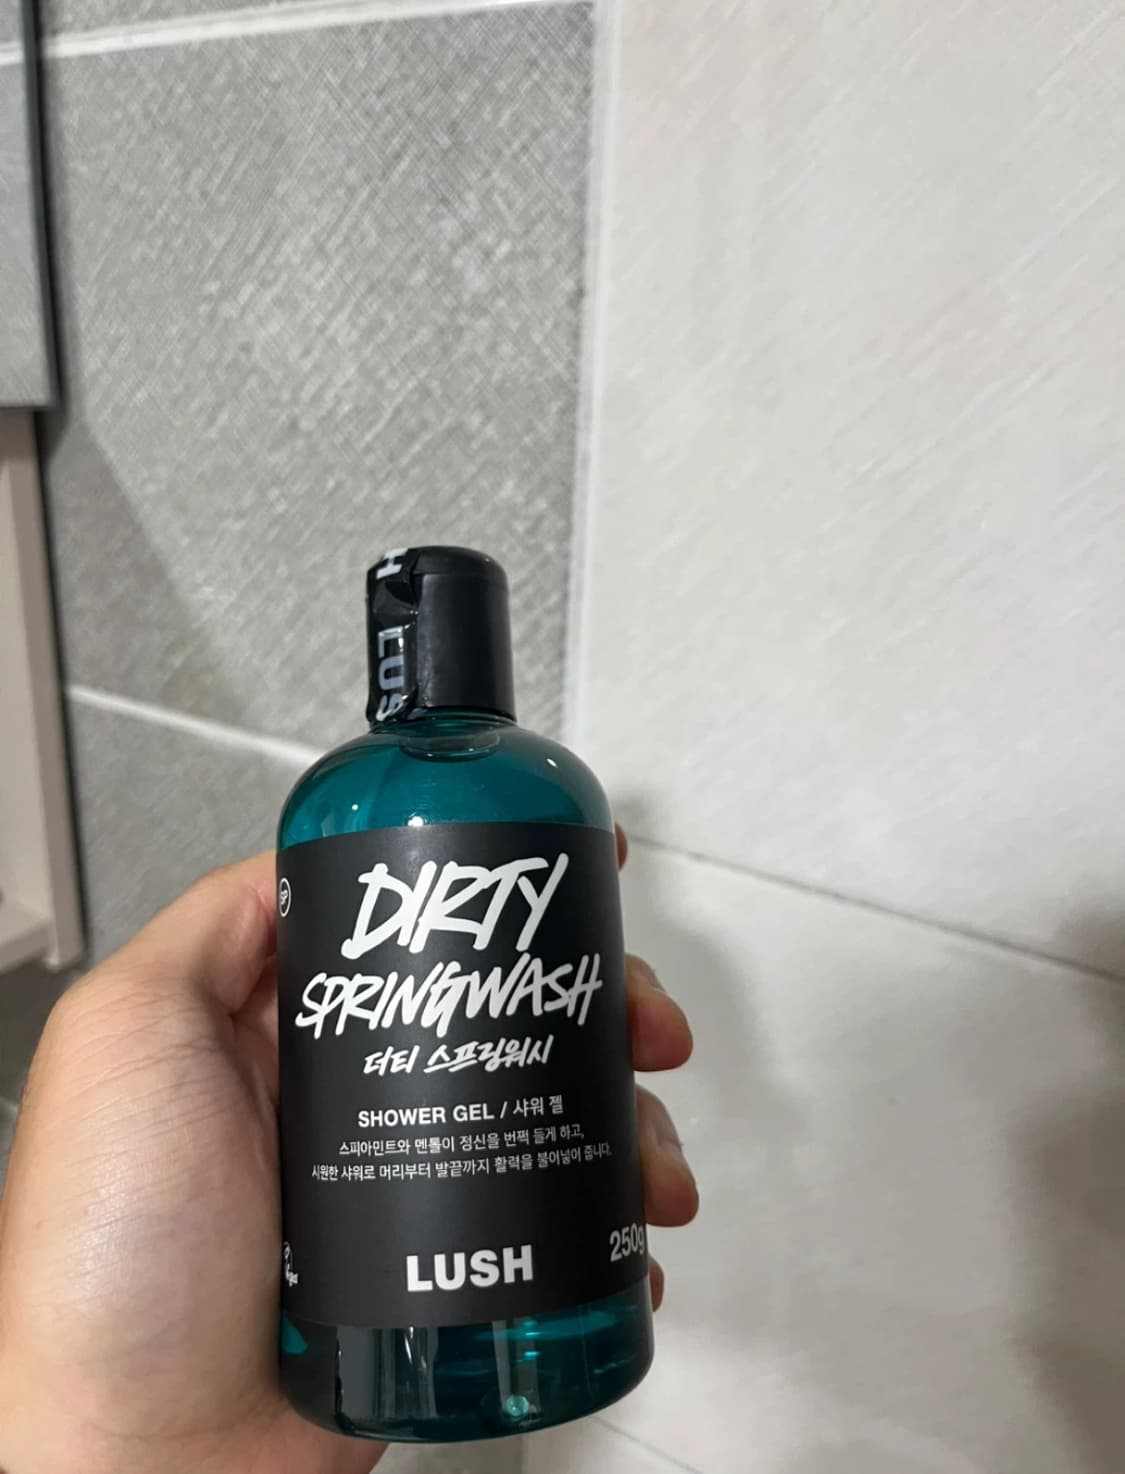 H LUS
DIRTY
SPRINGWASH
더티 스프링워시
SHOWER GEL / 샤워 젤
스피아민트와 멘톨이 정신을 번쩍 들게 하고,
시원한 샤워로 머리부터 발끝까지 활력을 불어넣어 줍니다.
250g
LUSH
SP